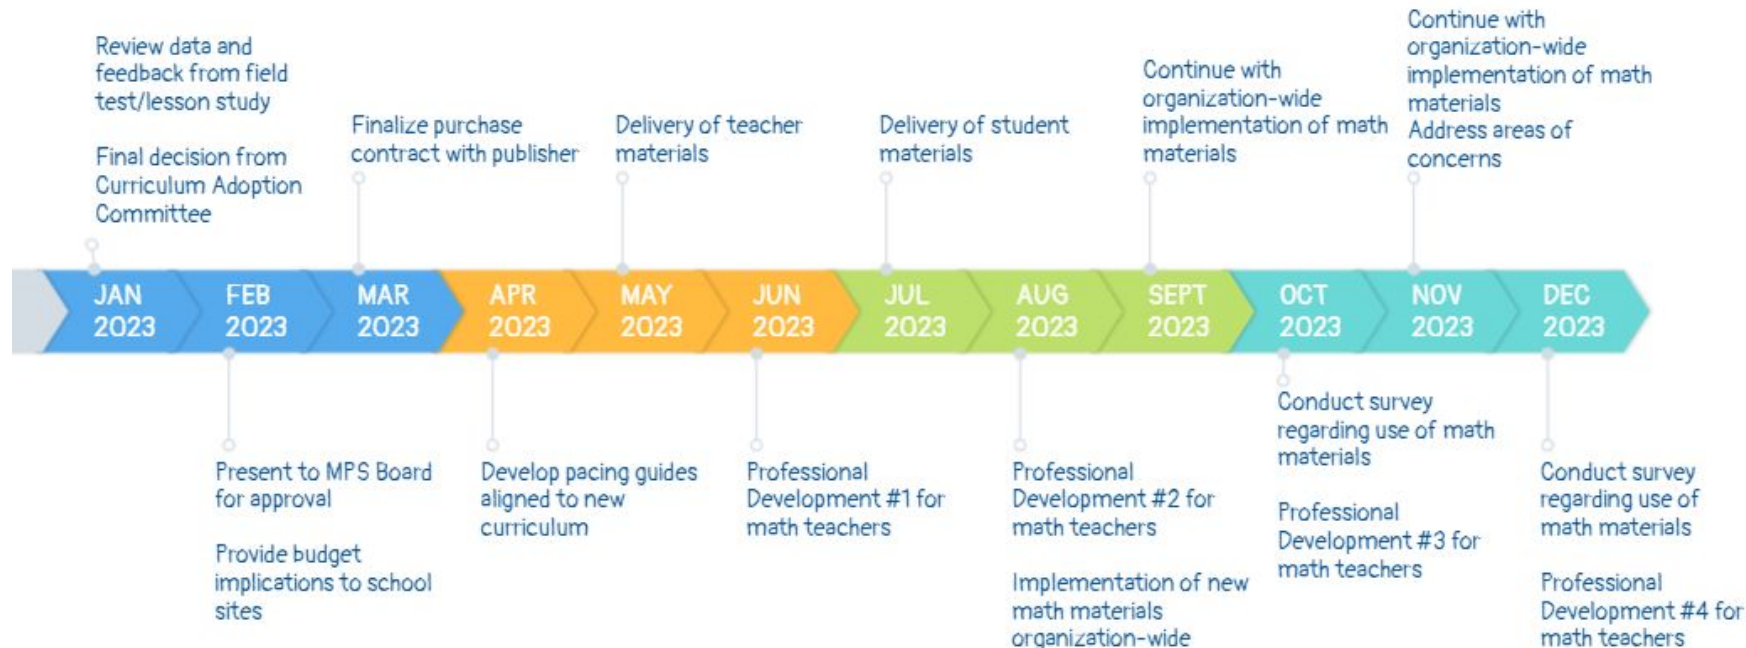 Review data and
feedback from field
test/lesson study
Final decision from
Curriculum Adoption
Committee
Finalize purchase
contract with publisher
Delivery of teacher
materials
Delivery of student
materials
Continue with
organization-wide
implementation of math
materials
Continue with
organization-wide
implementation of math
materials
Address areas of
concerns
JAN
2023
FEB
2023
MAR
2023
APR
2023
MAY
2023
JUN
2023
JUL
2023
AUG
2023
SEPT
2023
OCT
2023
NOV
2023
DEC
2023
Present to MPS Board
for approval
Provide budget
implications to school
sites
Develop pacing guides
aligned to new
curriculum
Professional
Development #1 for
math teachers
Professional
Development #2 for
math teachers
Implementation of new
math materials
organization-wide
Conduct survey
regarding use of math
materials
Professional
Development #3 for
math teachers
Conduct survey
regarding use of
math materials
Professional
Development #4 for
math teachers